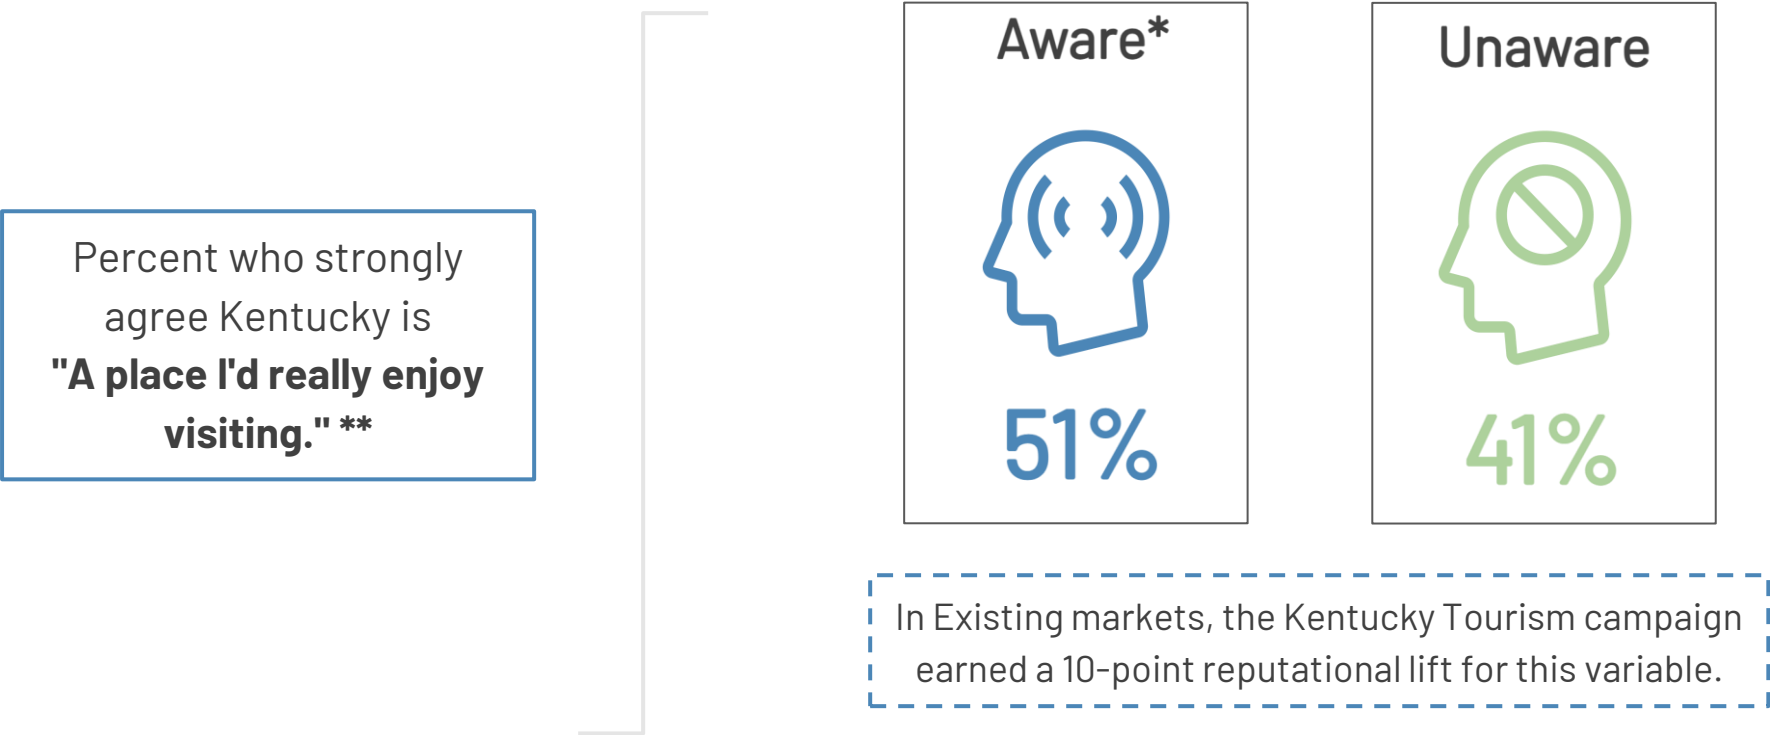 Percent who strongly
agree Kentucky is
"A place I'd really enjoy
visiting." **
Aware*
51%
Unaware
41%
In Existing markets, the Kentucky Tourism campaign
earned a 10-point reputational lift for this variable.